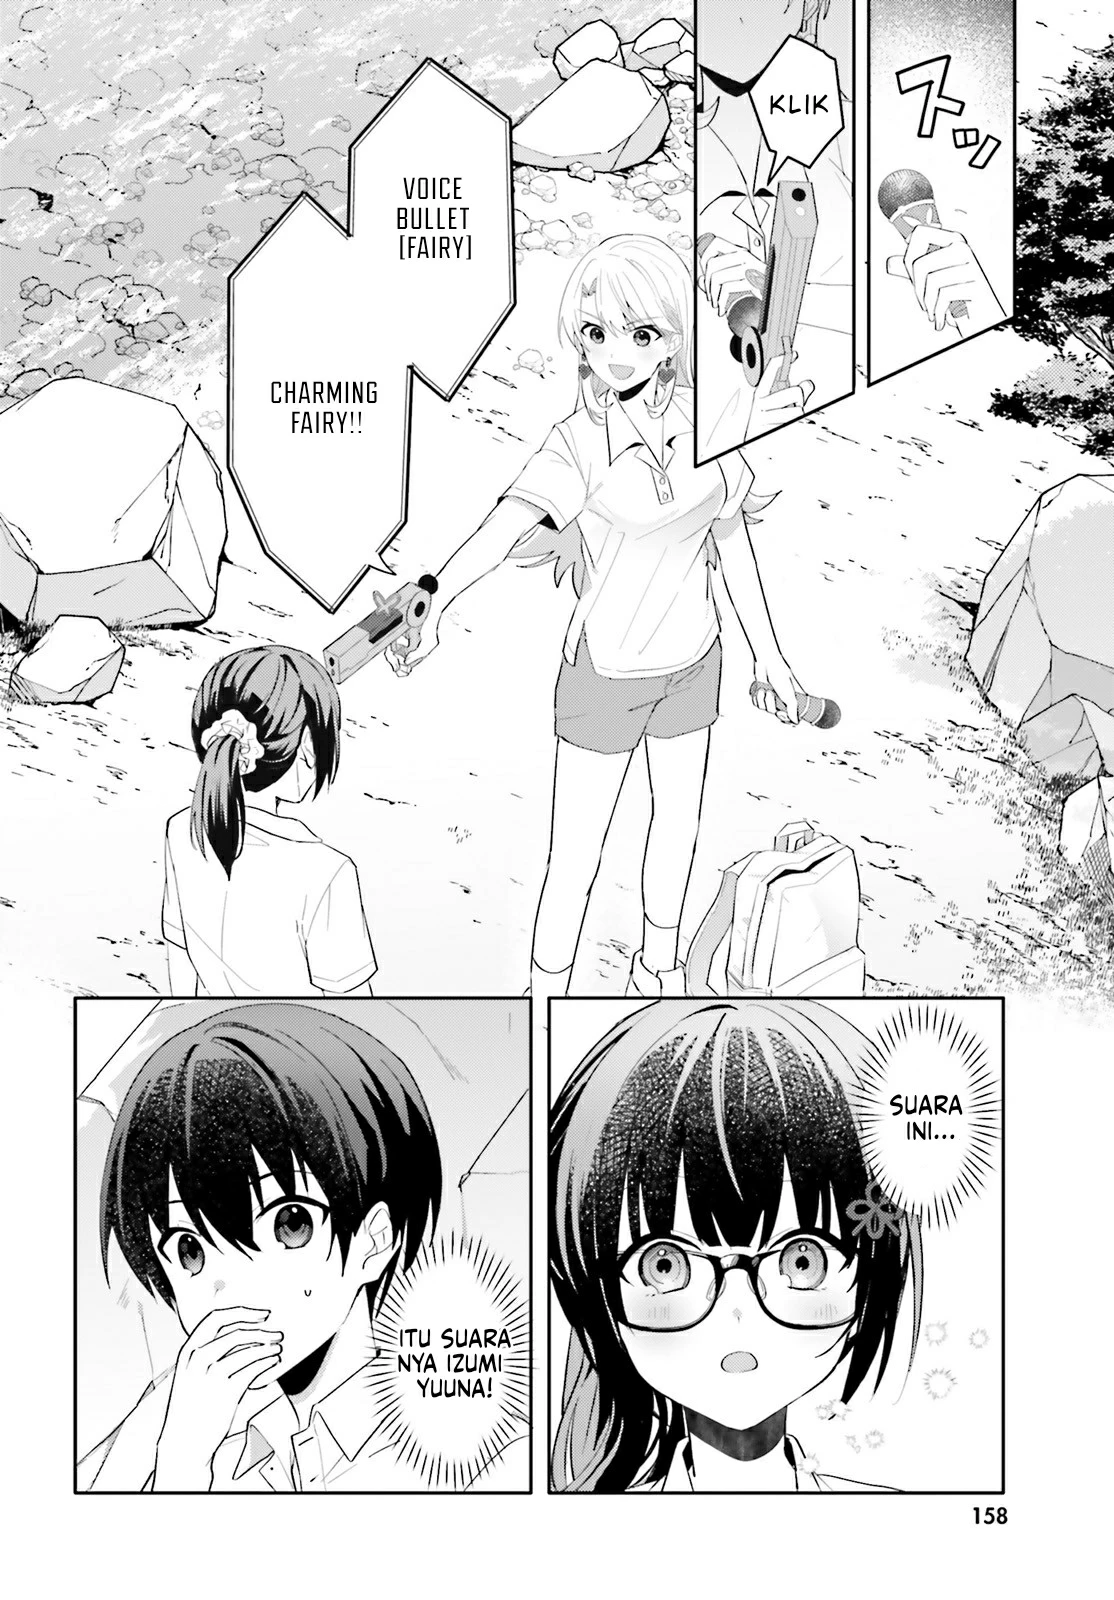 スッ
KLIK
VOICE
BULLET
[FAIRY]
CHARMING
FAIRY!!
SUARA
INI...
ITU SUARA
NYA IZUMI
YUUNA!
158